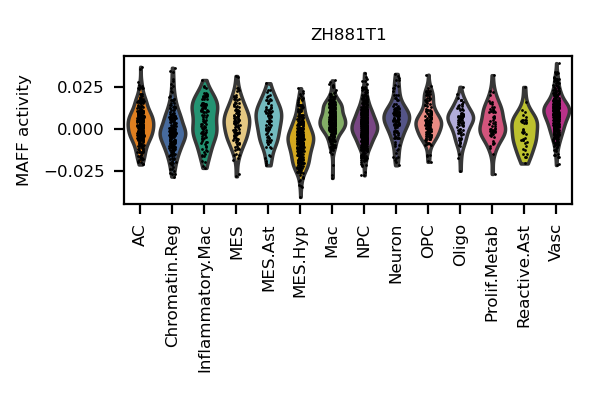 ZH881T1
MAFF activity
0.025
0.000
−0.025
AC
Chromatin.Reg
Inflammatory.Mac
MES
MES.Ast
MES.Hyp
Mac
NPC
Neuron
OPC
Oligo
Prolif.Metab
Reactive.Ast
Vasc